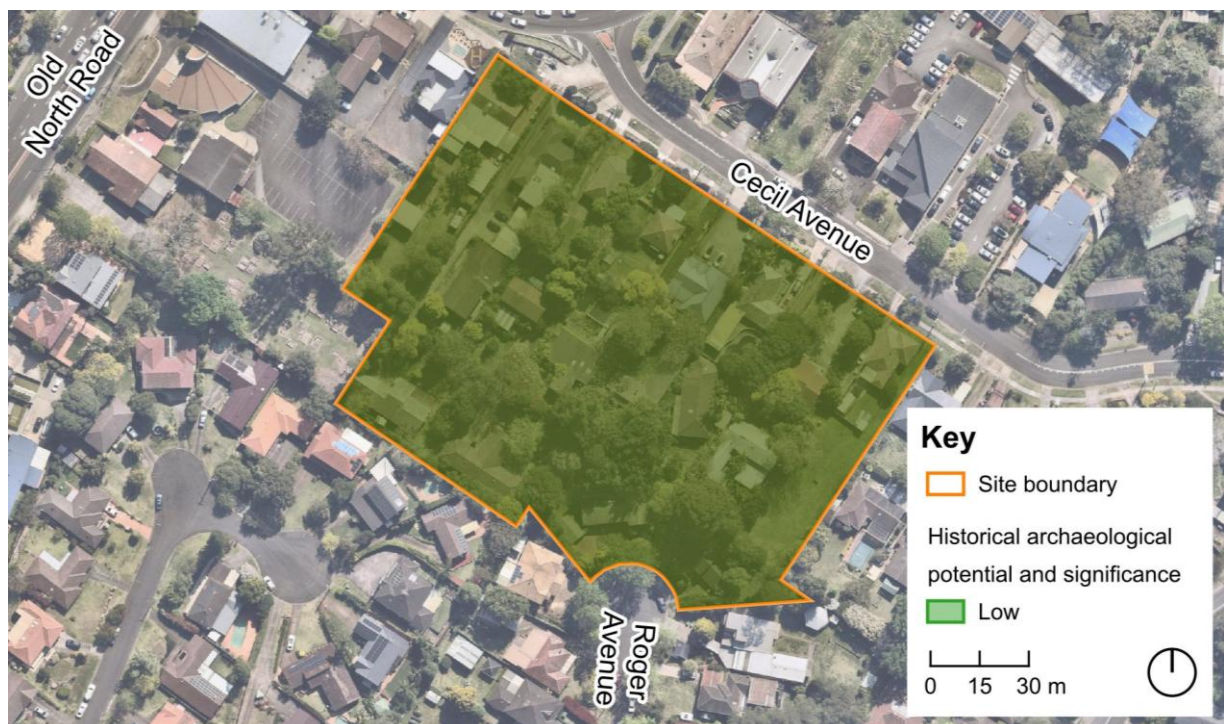 Old
North Road
Cecil Avenue
Roger
Avenue
Key
Site boundary
Historical archaeological
potential and significance
Low
0 15 30 m